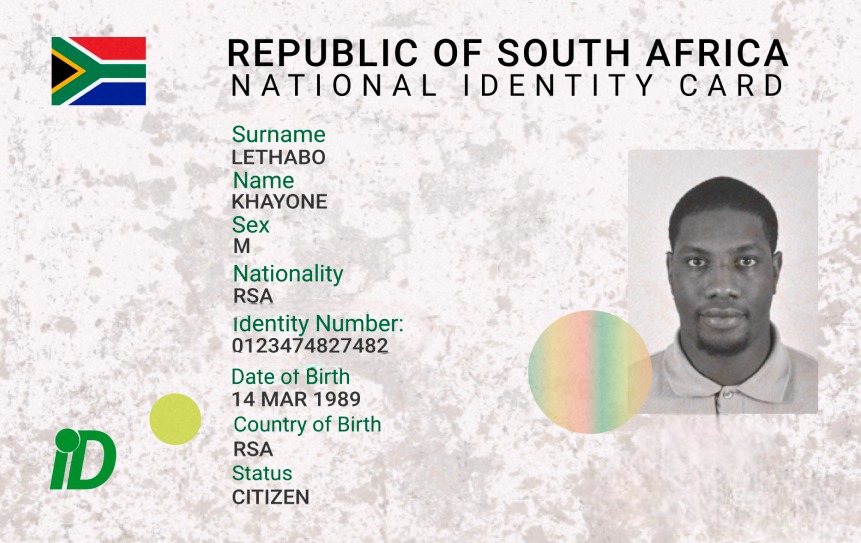 REPUBLIC OF SOUTH AFRICA
NATIONAL IDENTITY CARD
Surname
LETHABO
Name
KHAYONE
Sex
M
Nationality
RSA
Identity Number:
0123474827482
Date of Birth
14 MAR 1989
Country of Birth
RSA
Status
CITIZEN
iD